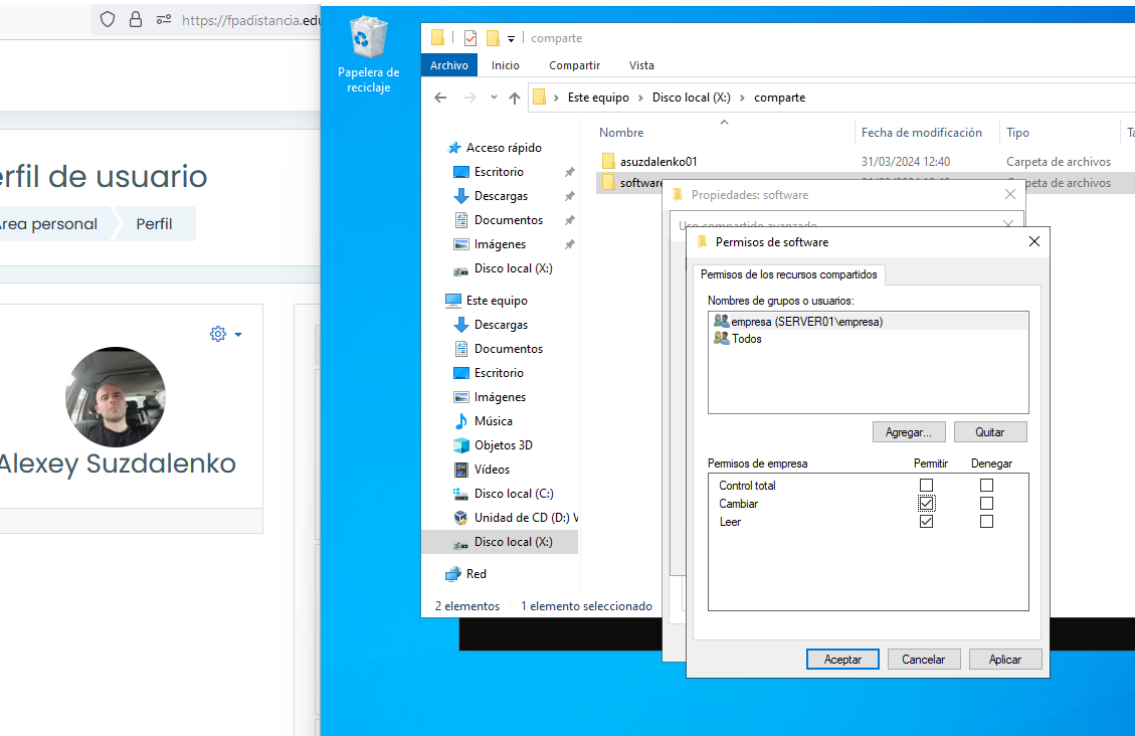 https://fpadistancia.edu
rfil de usuario
Área personal
Perfil
Alexey Suzdalenko
Papelera de
reciclaje
comparte
Archivo Inicio Compartir Vista
Este equipo > Disco local (X:) > comparte
Nombre Fecha de modificación Tipo
asuzdalenko01 31/03/2024 12:40 Carpeta de archivos
software peta de archivos
Acceso rápido
Escritorio
Descargas
Documentos
Imágenes
Disco local (X:)
Este equipo
Descargas
Documentos
Escritorio
Imágenes
Música
Objetos 3D
Vídeos
Disco local (C:)
Unidad de CD (D:) V
Disco local (X:)
Red
2 elementos 1 elemento seleccionado
Propiedades: software
Uso compartido avanzado
Permisos de software
Permisos de los recursos compartidos
Nombres de grupos o usuarios:
empresa (SERVER01\empresa)
Todos
Agregar... Quitar
Permisos de empresa Permitir Denegar
Control total
Cambiar
Leer
Aceptar Cancelar Aplicar